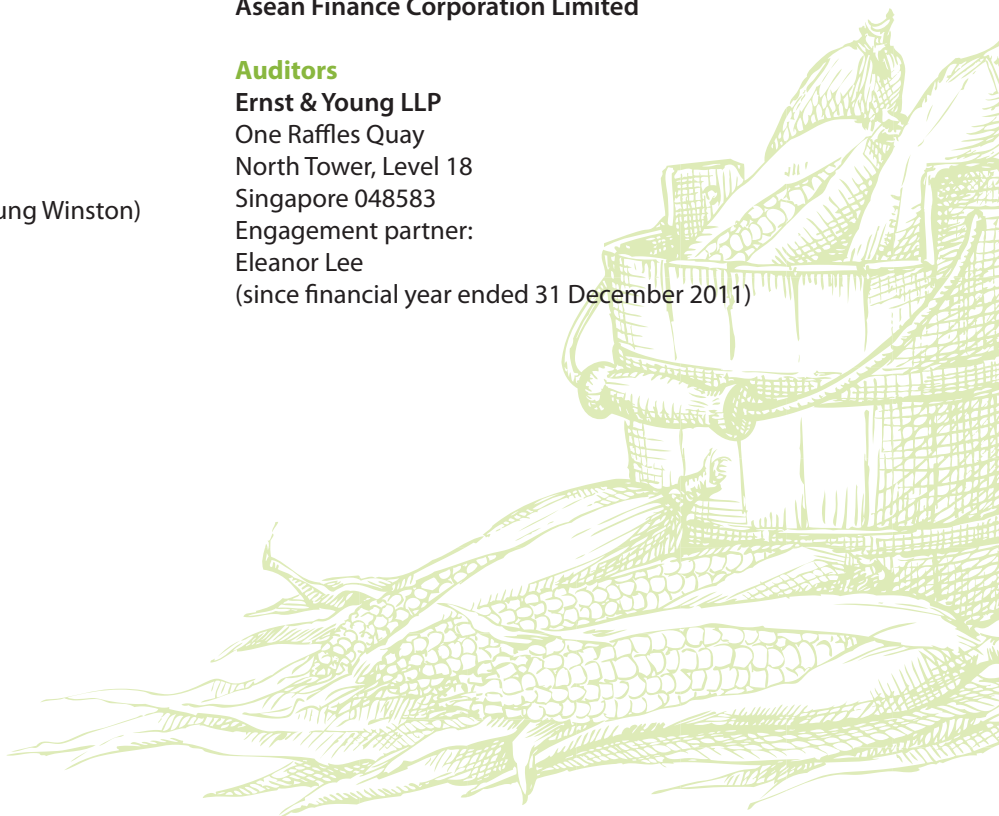 Asean Finance Corporation Limited
Auditors
Ernst & Young LLP
One Raffles Quay
North Tower, Level 18
Singapore 048583
ung Winston)
Engagement partner:
Eleanor Lee
(since financial year ended 31 December 2011)